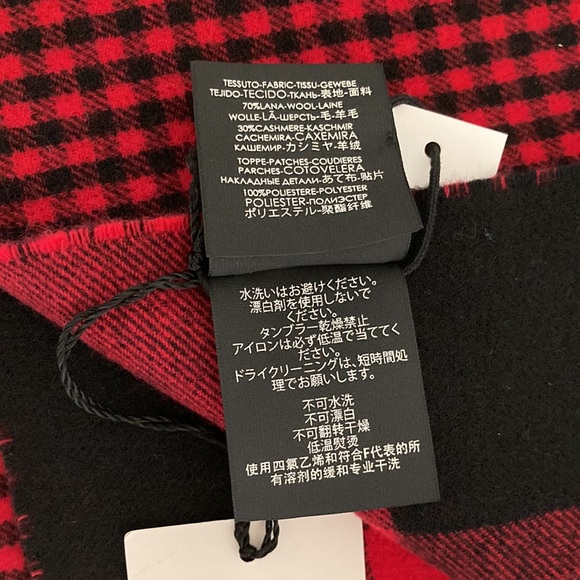 TESSUTO-FABRIC-TISSU-GEWEBE
TEJIDO-TECIDO-ТКАНЬ-表地-面料
70%LANA-WOOL-LAINE
WOLLE-LÃ-ШЕРСТЬ-毛-羊毛
30%CASHMERE-KASCHMIR
CACHEMIRA-CAXEMIRA
КАШЕМИР-カシミヤ-羊绒
TOPPE-PATCHES-COUDIERES
PARCHES-COTOVELERA
НАКЛАДНЫЕ ДЕТАЛИ-あて布-贴片
100%POLIESTERE-POLYESTER
POLIESTER-ПОЛИЭСТЕР
ポリエステル-聚酯纤维
水洗いはお避けください。
漂白剤を使用しないで
ください。
タンブラー乾燥禁止
アイロンは必ず低温で当ててく
ださい。
ドライクリーニングは、短時間処
理でお願いします。
不可水洗
不可漂白
不可翻转干燥
低温熨烫
使用四氯乙烯和符合F代表的所
有溶剂的缓和专业干洗